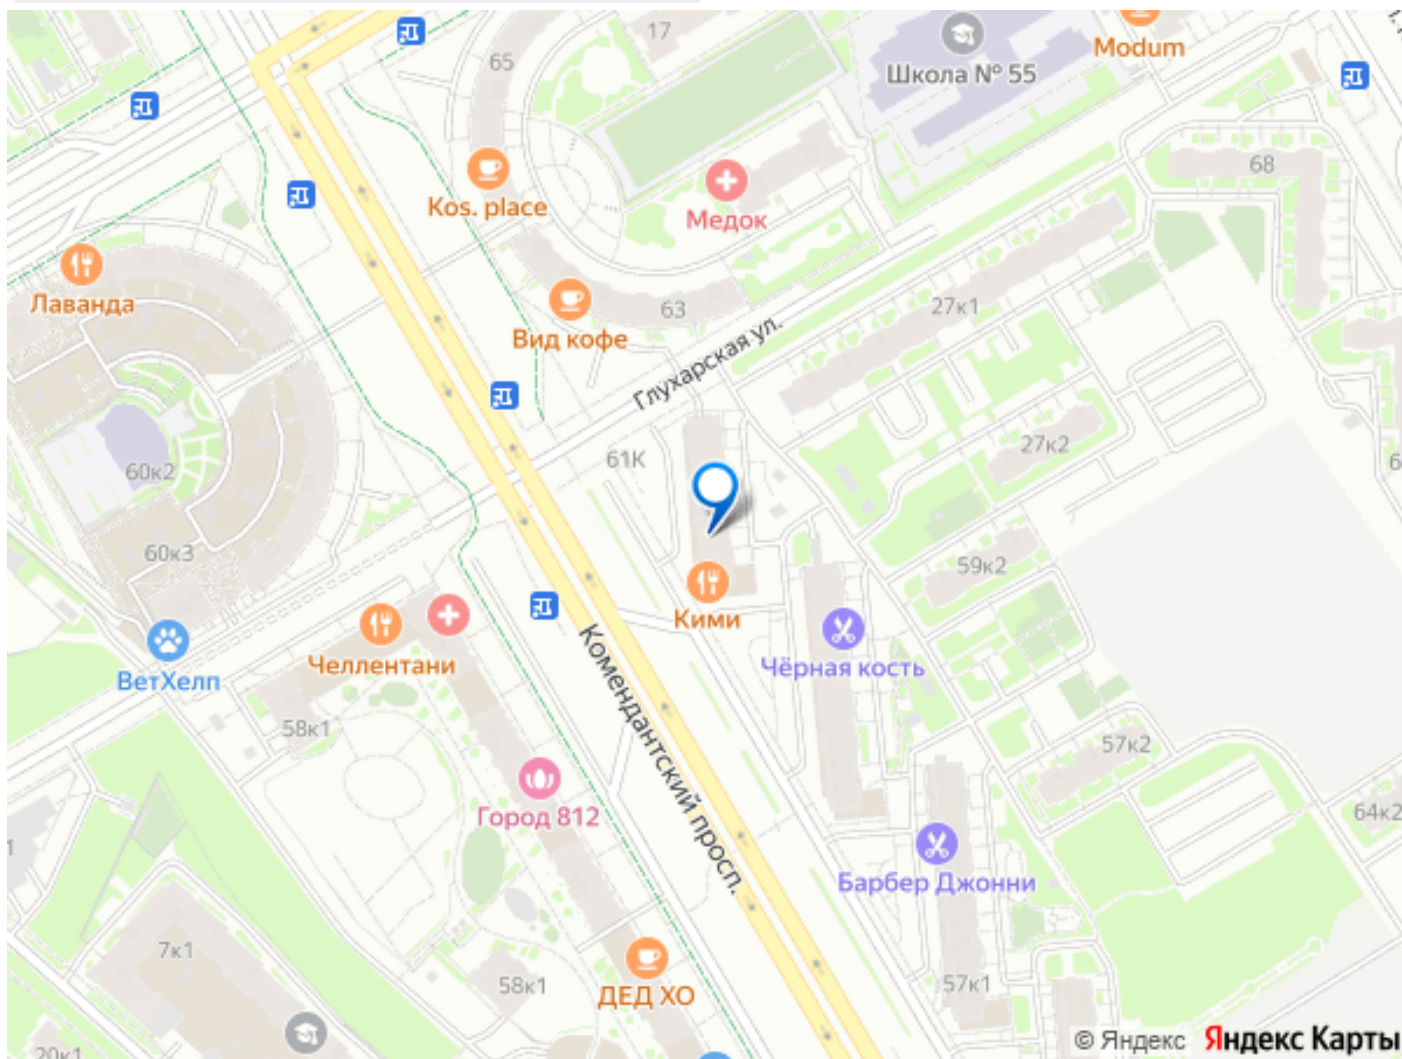 17
65
Школа № 55
Modum
Kos. place
Медок
68
Лаванда
Вид кофе
63
27к1
Глухарская ул.
61К
27к2
60к2
60к3
59к2
Кими
Челлентани
ВетХелп
Чёрная кость
58к1
Комендантский просп.
57к2
Город 812
64к2
Барбер Джонни
7к1
58к1
ДЕД ХО
57к1
20к1
© Яндекс Яндекс Карты